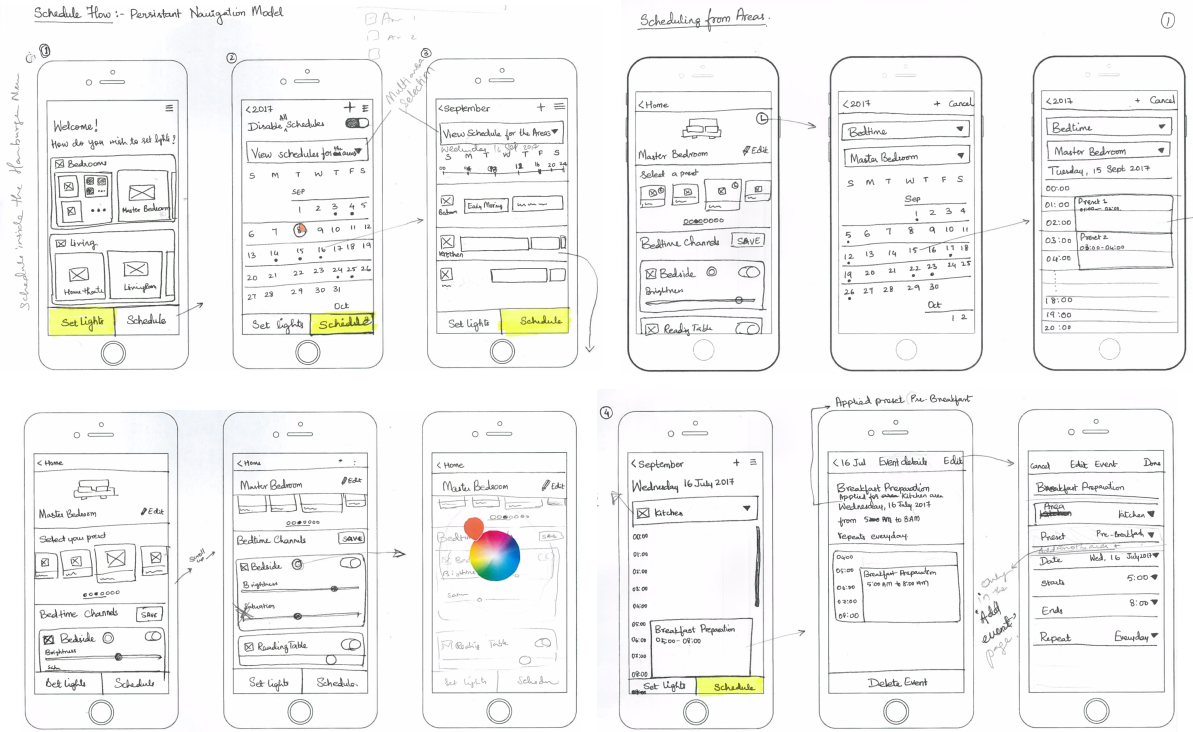 Schedule Flow :- Persistant Navigation Model
Schedule inside the Hamburger Menu
Multi area Selection
1
Welcome!
How do you wish to set lights?
Bedrooms
Master Bedroom
Living
Home theatre
Set lights
Schedule
2
< 2017 +
Disable All Schedules
View schedules for the areas
S M T W T F S
SEP
1 2 3 4 5
6 7 8 9 10 11 12
13 14 15 16 17 18 19
20 21 22 23 24 25 26
27 28 29 30 31
Oct
Set lights
Schedule
3
< September +
View Schedule for the Areas
Wednesday 16 Sep 2017
S M T W T F S
Early Morning
Kitchen
Set Lights
Schedule
Scheduling from Areas.
1
< Home
Master Bedroom
Edit
Select a preset
Bedtime Channels
SAVE
Bedside
Brightness
Reading Table
< 2017 + Cancel
Bedtime
Master Bedroom
S M T W T F S
Sep
1 2 3 4
5 6 7 8 9 10 11
12 13 14 15 16 17 18
19 20 21 22 23 24 25
26 27 28 29 30
Oct
1 2
< 2017 + Cancel
Bedtime
Master Bedroom
Tuesday, 15 Sept 2017
00:00
01:00 Preset 1
02:00
03:00 Preset 2
03:00-04:00
04:00
18:00
19:00
20:00
< Home
Master Bedroom
Edit
Select you preset
Bedtime Channels
SAVE
Bedside
Brightness
Set Lights
Schedule
Scroll up
< Home
Master Bedroom
Edit
Bedtime Channels
SAVE
Bedside
Brightness
Saturation
Reading Table
Set Lights
Schedule.
< Home
Master Bedroom
Edit
Reading Table
Set Lights
4
< September +
Wednesday 16 July 2017
Kitchen
00:00
01:00
02:00
03:00
04:00
05:00
06:00
07:00
08:00
Breakfast Preparation
05:00 - 08:00
Set Lights
Schedule
Applied preset Pre-Breakfast
< 16 Jul Event details Edit
Breakfast Preparation
Applied for area Kitchen area
Wednesday, 16 July 2017
from 5:00 AM to 8AM
Repeats everyday
04:00
05:00
06:00
07:00
08:00
Breakfast Preparation
5:00 AM to 8:00 AM
Delete Event
Cancel Edit Event Done
Breakfast Preparation
Area Kitchen
Preset Pre-Breakfast
Date Wed, 16 July 2017
Starts 5:00
Ends 8:00
Repeat Everyday
Only in the "Add event" page.